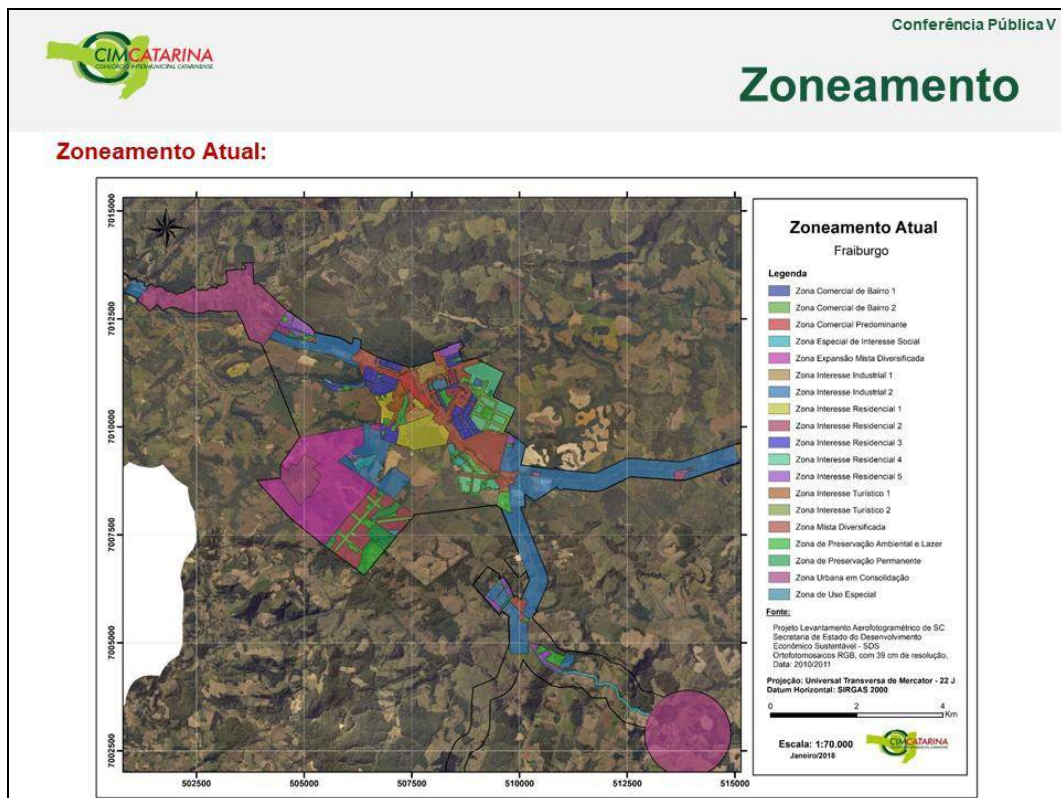 Conferência Pública V
CIMCATARINA
CONSÓRCIO INTERMUNICIPAL CATARINENSE
Zoneamento
Zoneamento Atual:
7015000
7012500
7010000
7007500
7005000
7002500
502500
505000
507500
510000
512500
515000
Zoneamento Atual
Fraiburgo
Legenda
Zona Comercial de Bairro 1
Zona Comercial de Bairro 2
Zona Comercial Predominante
Zona Especial de Interesse Social
Zona Expansão Mista Diversificada
Zona Interesse Industrial 1
Zona Interesse Industrial 2
Zona Interesse Residencial 1
Zona Interesse Residencial 2
Zona Interesse Residencial 3
Zona Interesse Residencial 4
Zona Interesse Residencial 5
Zona Interesse Turístico 1
Zona Interesse Turístico 2
Zona Mista Diversificada
Zona de Preservação Ambiental e Lazer
Zona de Preservação Permanente
Zona Urbana em Consolidação
Zona de Uso Especial
Fonte:
Projeto Levantamento Aerofotogramétrico de SC
Secretaria de Estado do Desenvolvimento
Econômico Sustentável - SDS
Ortofotomosaicos RGB, com 39 cm de resolução.
Data: 2010/2011
Projeção: Universal Transversa de Mercator - 22 J
Datum Horizontal: SIRGAS 2000
0 2 4
Km
Escala: 1:70.000
Janeiro/2018
CIMCATARINA